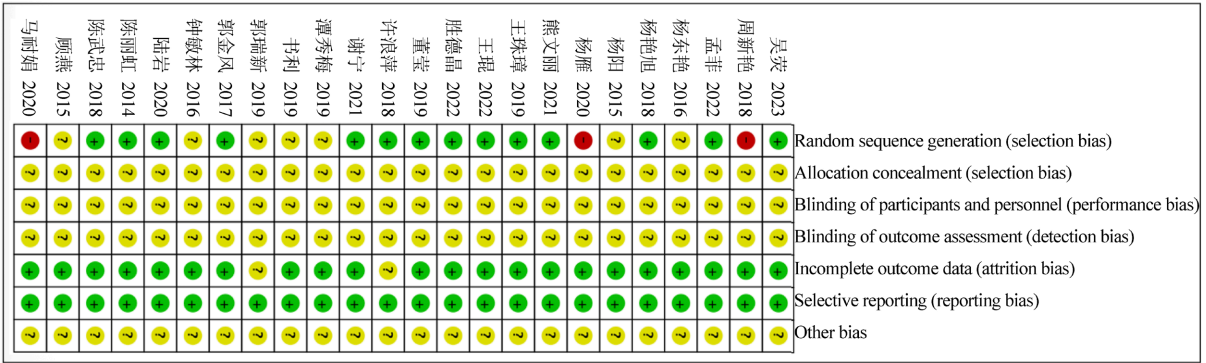 马耐娟 2020
顾燕 2015
陈武忠 2018
陈丽虹 2014
陆岩 2020
钟敏林 2016
郭金凤 2017
郭瑞新 2019
书利 2019
潭秀梅 2019
谢宁 2021
许浪萍 2018
董莹 2019
胜德晶 2022
王琨 2022
王珠璋 2019
熊文丽 2021
杨雁 2020
杨阳 2015
杨艳旭 2018
杨东艳 2016
孟菲 2022
周新艳 2018
吴荧 2023
- ? + + + ? + ? ? ? + + + + + + + - ? + ? + - + Random sequence generation (selection bias)
? ? ? ? ? ? ? ? ? ? ? ? ? ? ? ? ? ? ? ? ? ? ? ? Allocation concealment (selection bias)
? ? ? ? ? ? ? ? ? ? ? ? ? ? ? ? ? ? ? ? ? ? ? ? Blinding of participants and personnel (performance bias)
? ? ? ? ? ? ? ? ? ? ? ? ? ? ? ? ? ? ? ? ? ? ? ? Blinding of outcome assessment (detection bias)
+ + + + + + + ? + + + ? + + + + + + + + + + + + Incomplete outcome data (attrition bias)
+ + + + + + + + + + + + + + + + + + + + + + + + Selective reporting (reporting bias)
? ? ? ? ? ? ? ? ? ? ? ? ? ? ? ? ? ? ? ? ? ? ? ? Other bias